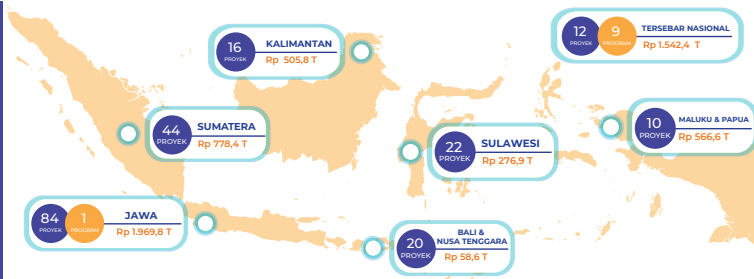 16
PROYEK
KALIMANTAN
Rp 505,8 T
12
PROYEK
9
PROGRAM
TERSEBAR NASIONAL
Rp 1.542,4 T
44
PROYEK
SUMATERA
Rp 778,4 T
22
PROYEK
SULAWESI
Rp 276,9 T
10
PROYEK
MALUKU & PAPUA
Rp 566,6 T
84
PROYEK
1
PROGRAM
JAWA
Rp 1.969,8 T
20
PROYEK
BALI &
NUSA TENGGARA
Rp 58,6 T